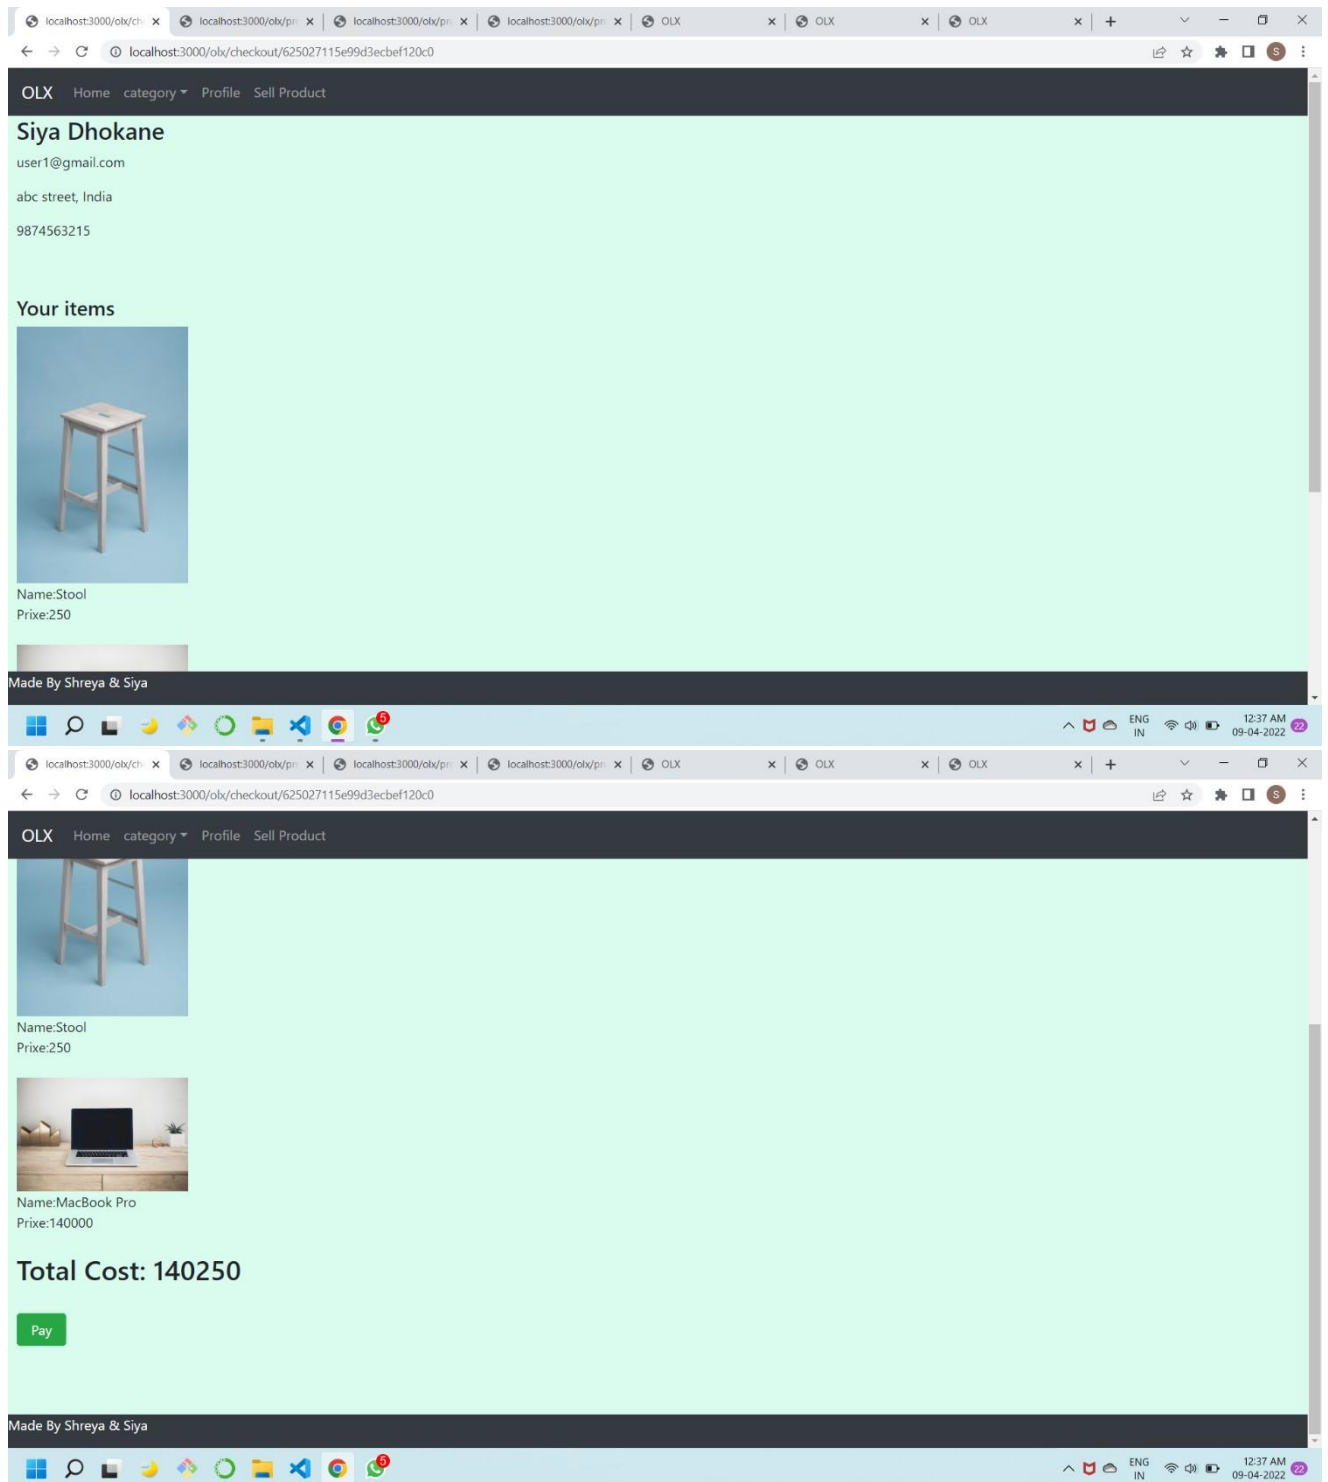 localhost:3000/olx/ch localhost:3000/olx/pr localhost:3000/olx/pr localhost:3000/olx/pr OLX OLX OLX
localhost:3000/olx/checkout/625027115e99d3ecbef120c0 S
OLX Home category Profile Sell Product
Siya Dhokane
user1@gmail.com
abc street, India
9874563215
Your items
Name:Stool
Prixe:250
Made By Shreya & Siya
5 ENG 12:37 AM 22
IN 09-04-2022
localhost:3000/olx/ch localhost:3000/olx/pr localhost:3000/olx/pr localhost:3000/olx/pr OLX OLX OLX
localhost:3000/olx/checkout/625027115e99d3ecbef120c0 S
OLX Home category Profile Sell Product
Name:Stool
Prixe:250
Name:MacBook Pro
Prixe:140000
Total Cost: 140250
Pay
Made By Shreya & Siya
5 ENG 12:37 AM 22
IN 09-04-2022